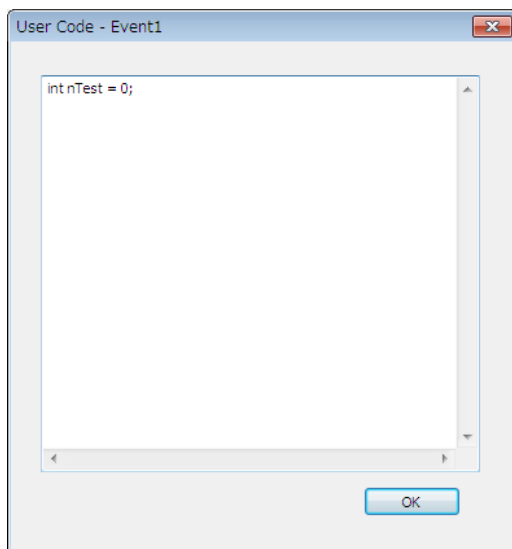 User Code - Event1
int nTest = 0;
OK